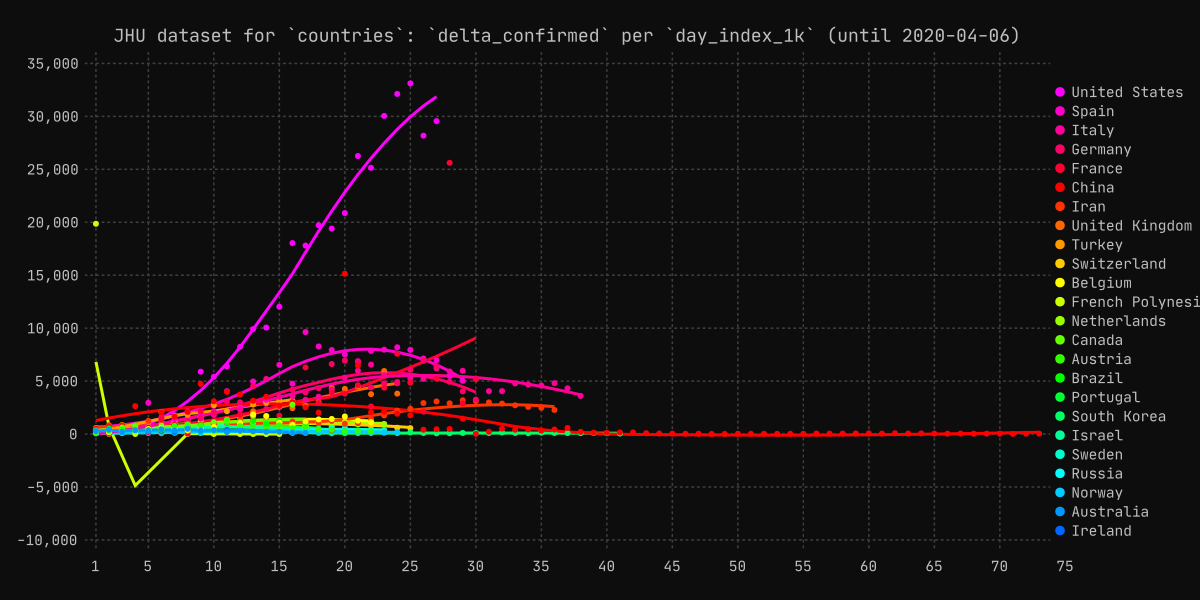 JHU dataset for `countries`: `delta_confirmed` per `day_index_1k` (until 2020-04-06)
35,000
30,000
25,000
20,000
15,000
10,000
5,000
0
-5,000
-10,000
1 5 10 15 20 25 30 35 40 45 50 55 60 65 70 75
United States
Spain
Italy
Germany
France
China
Iran
United Kingdom
Turkey
Switzerland
Belgium
French Polynesi
Netherlands
Canada
Austria
Brazil
Portugal
South Korea
Israel
Sweden
Russia
Norway
Australia
Ireland